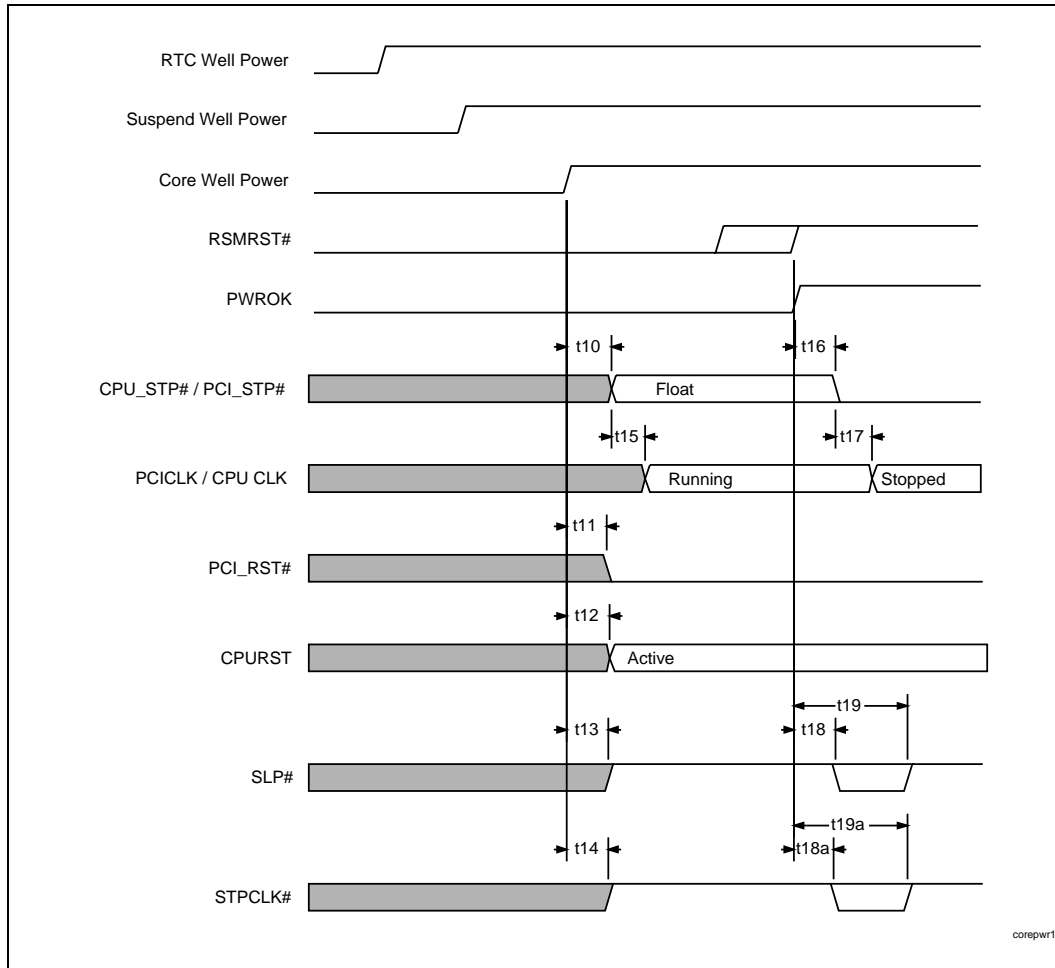 RTC Well Power
Suspend Well Power
Core Well Power
RSMRST#
PWROK
t10
t16
CPU_STP# / PCI_STP#
Float
t15
t17
PCICLK / CPU CLK
Running
Stopped
t11
PCI_RST#
t12
CPURST
Active
t19
t13
t18
SLP#
t19a
t14
t18a
STPCLK#
corepwr1